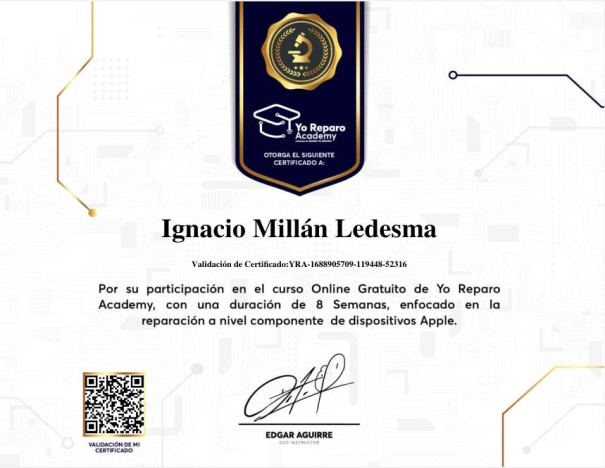 Yo Reparo
Academy
OTORGA EL SIGUIENTE
CERTIFICADO A:
Ignacio Millán Ledesma
Validación de Certificado:YRA-1688905709-119448-52316
Por su participación en el curso Online Gratuito de Yo Reparo
Academy, con una duración de 8 Semanas, enfocado en la
reparación a nivel componente de dispositivos Apple.
EDGAR AGUIRRE
CEO INSTRUCTOR
VALIDACIÓN DE MI
CERTIFICADO